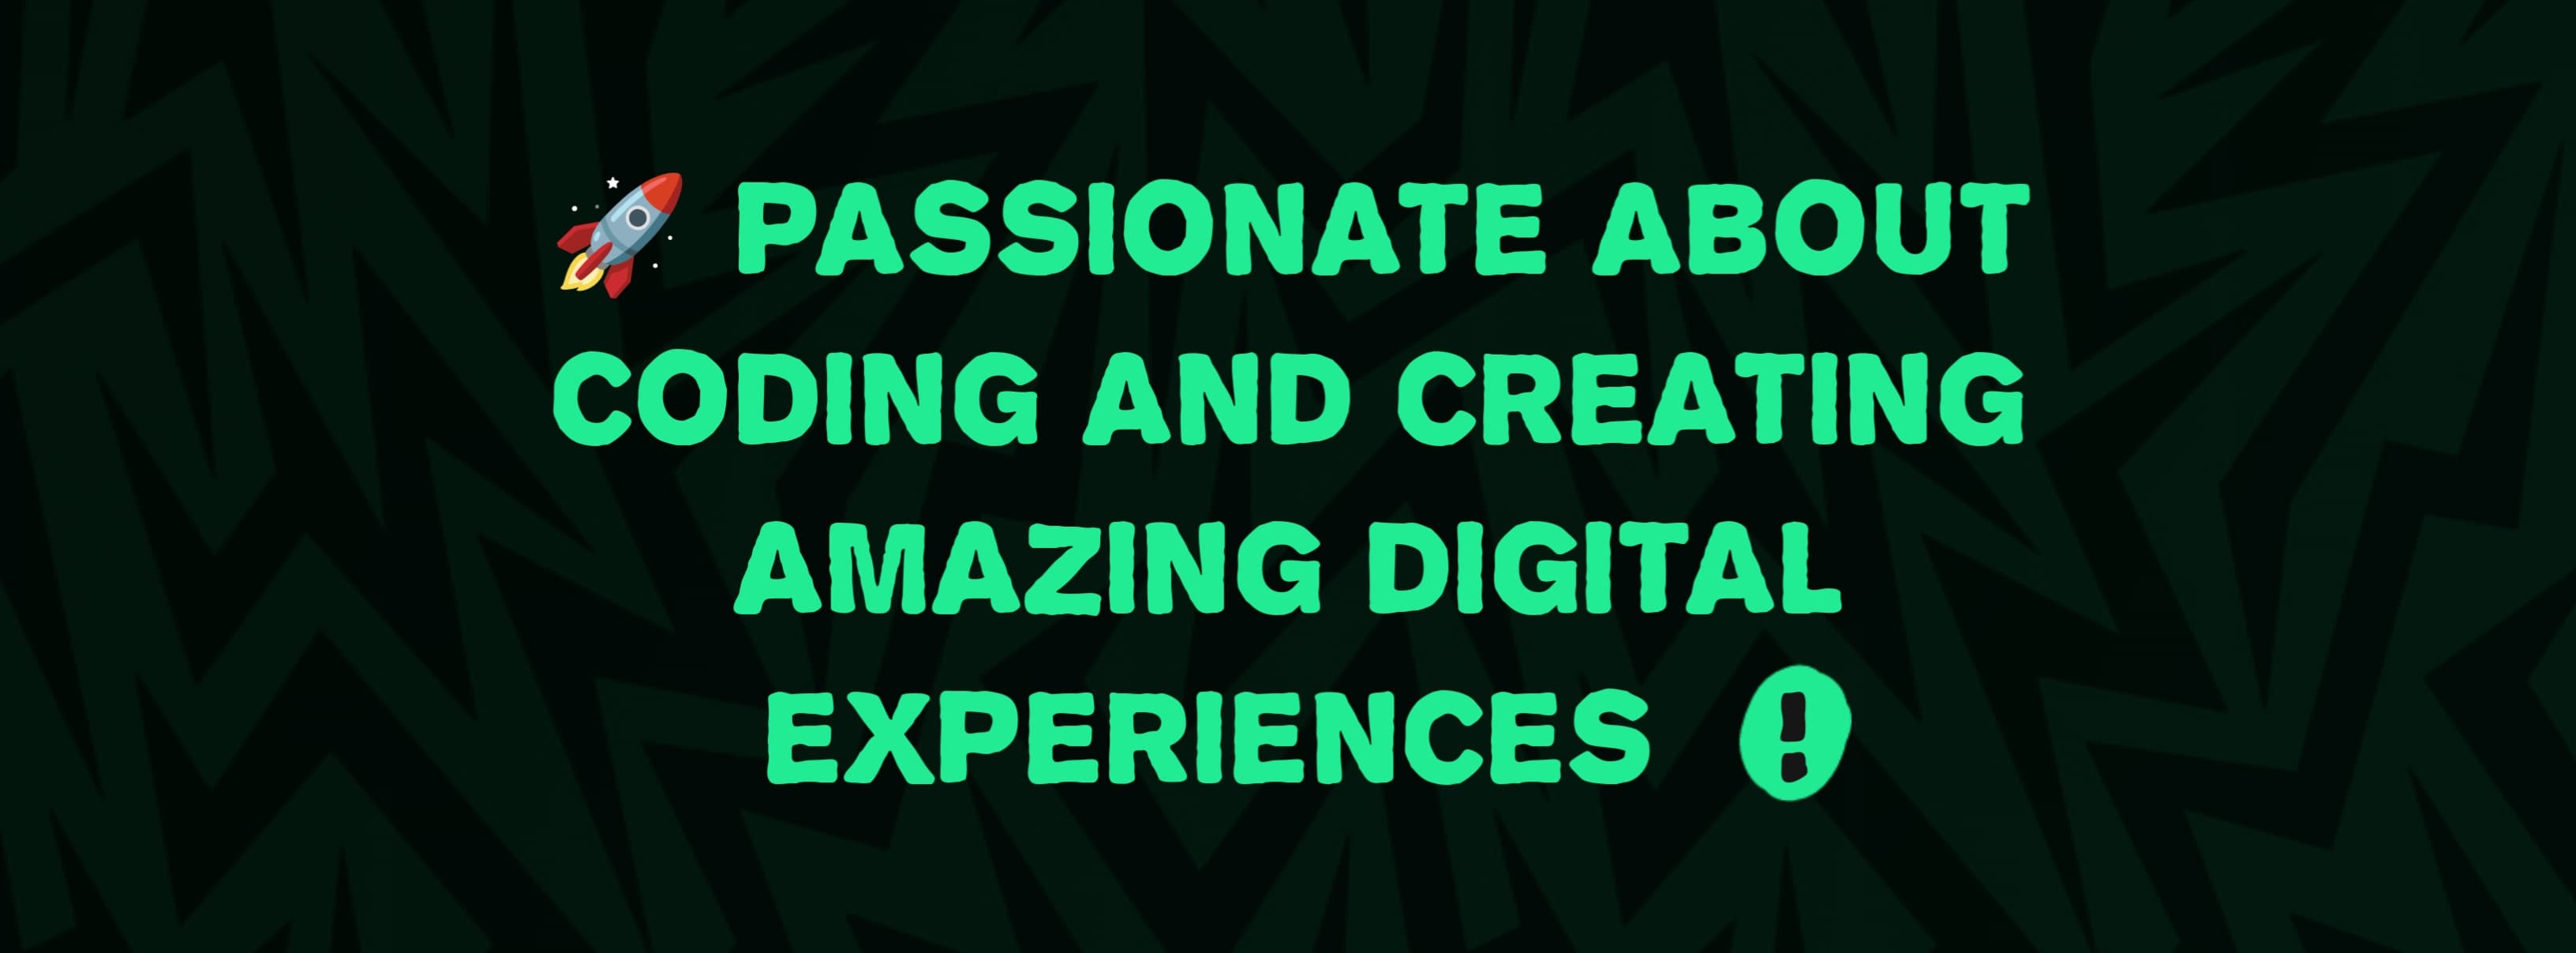 🚀 PASSIONATE ABOUT
CODING AND CREATING
AMAZING DIGITAL
EXPERIENCES !